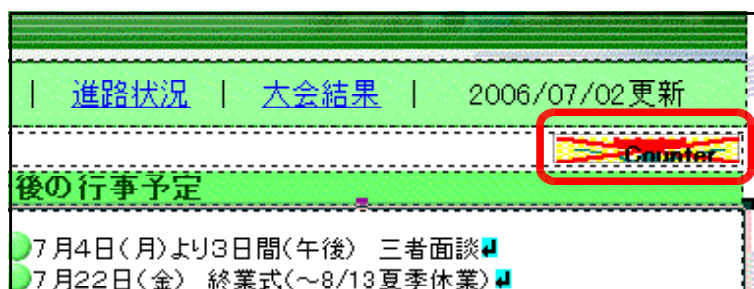 | 進路状況 | 大会結果 | 2006/07/02更新
Counter
後の行事予定
7月4日(月)より3日間(午後) 三者面談
7月22日(金) 終業式(~8/13夏季休業)